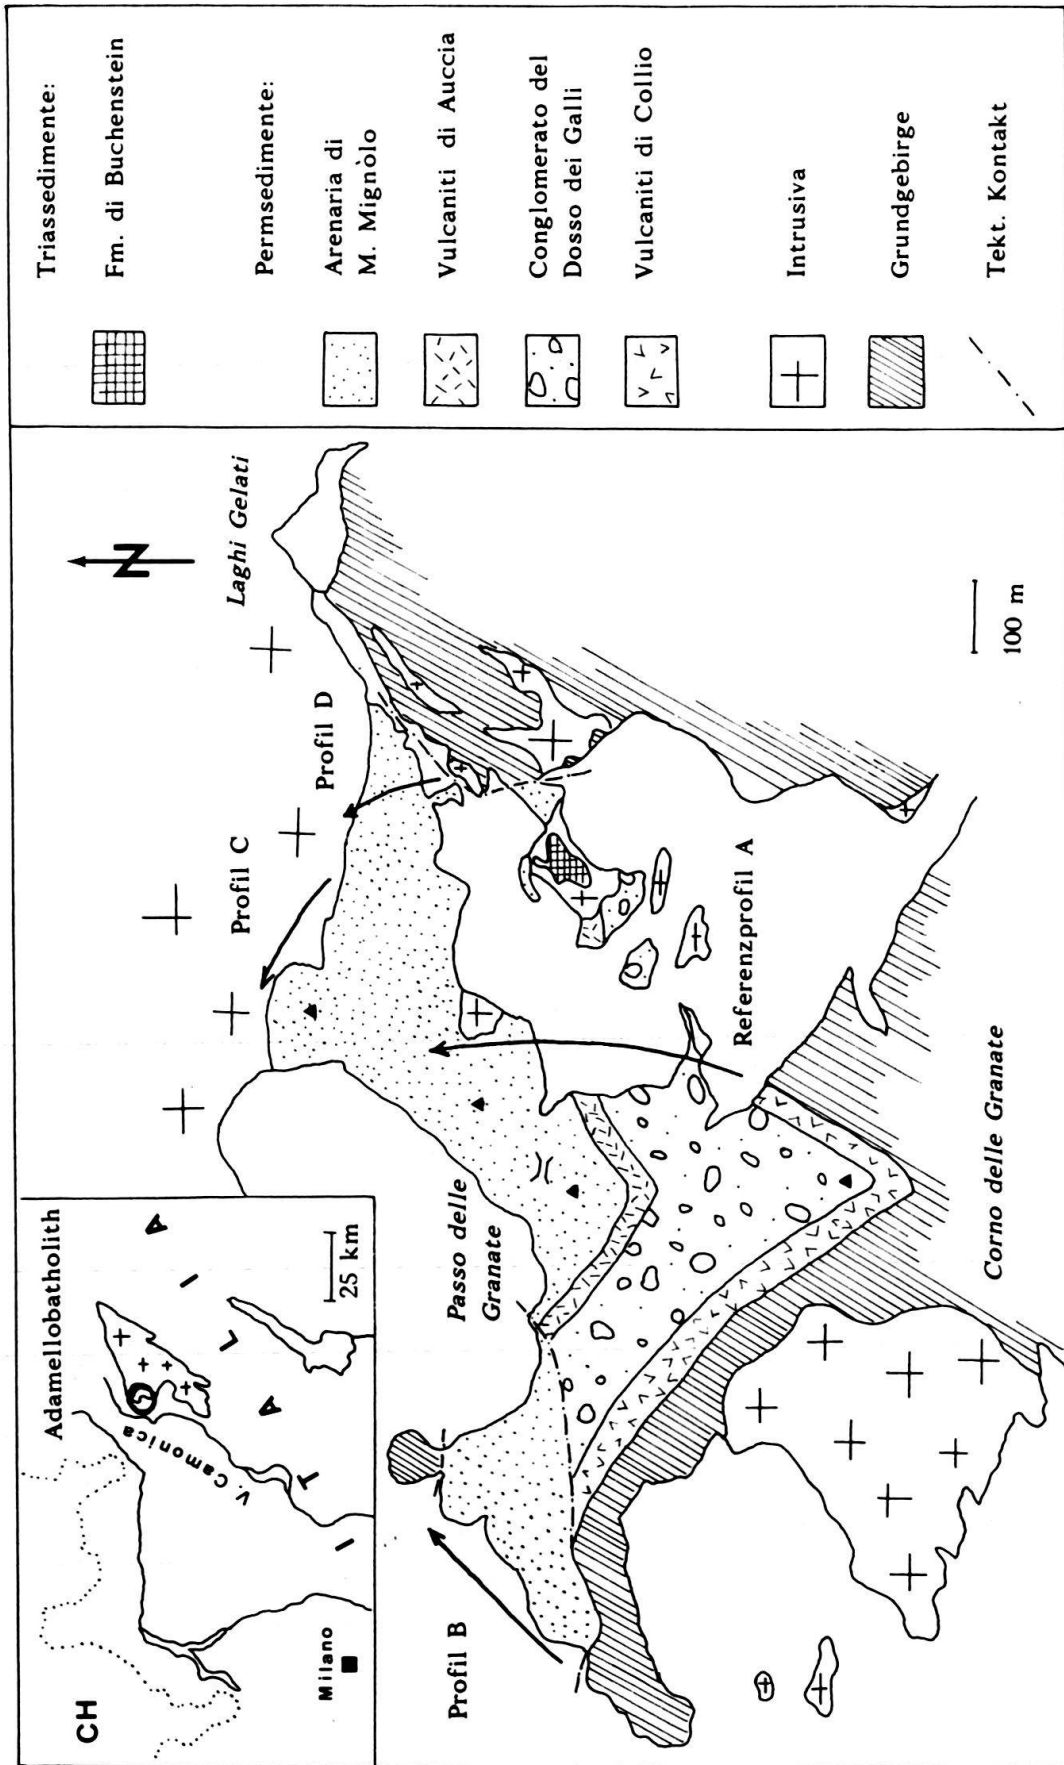 Adamellobatholith
CH
V. Camonica
Milano
I T A L I A
25 km
N
Laghi Gelati
Profil D
Profil C
Passo delle
Granate
Profil B
Referenzprofil A
Corno delle Granate
100 m
Triassedimente:
Fm. di Buchenstein
Permsedimente:
Arenaria di
M. Mignòlo
Vulcaniti di Auccia
Conglomerato del
Dosso dei Galli
Vulcaniti di Collio
Intrusiva
Grundgebirge
Tekt. Kontakt